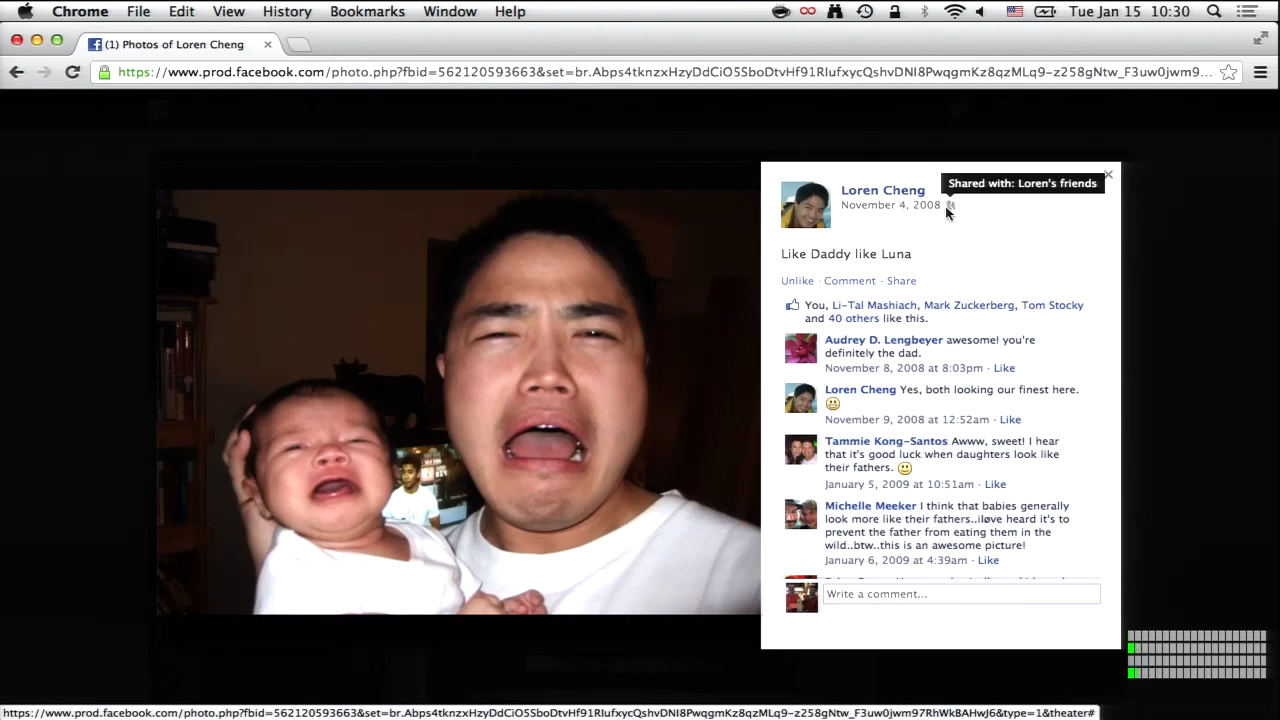 Chrome File Edit View History Bookmarks Window Help Tue Jan 15 10:30
(1) Photos of Loren Cheng
https://www.prod.facebook.com/photo.php?fbid=562120593663&set=br.Abps4tknzxHzyDdCiO5SboDtvHf91RIufxycQshvDNI8PwqgmKz8qzMLq9-z258gNtw_F3uw0jwm9...
Shared with: Loren's friends
Loren Cheng
November 4, 2008
Like Daddy like Luna
Unlike · Comment · Share
You, Li-Tal Mashiach, Mark Zuckerberg, Tom Stocky
and 40 others like this.
Audrey D. Lengbeyer awesome! you're
definitely the dad.
November 8, 2008 at 8:03pm · Like
Loren Cheng Yes, both looking our finest here.
November 9, 2008 at 12:52am · Like
Tammie Kong-Santos Awww, sweet! I hear
that it's good luck when daughters look like
their fathers.
January 5, 2009 at 10:51am · Like
Michelle Meeker I think that babies generally
look more like their fathers..iløve heard it's to
prevent the father from eating them in the
wild..btw..this is an awesome picture!
January 6, 2009 at 4:39am · Like
Write a comment...
https://www.prod.facebook.com/photo.php?fbid=562120593663&set=br.Abps4tknzxHzyDdCiO5SboDtvHf91RIufxycQshvDNI8PwqgmKz8qzMLq9-z258gNtw_F3uw0jwm97RhWkBAHwJ6&type=1&theater#